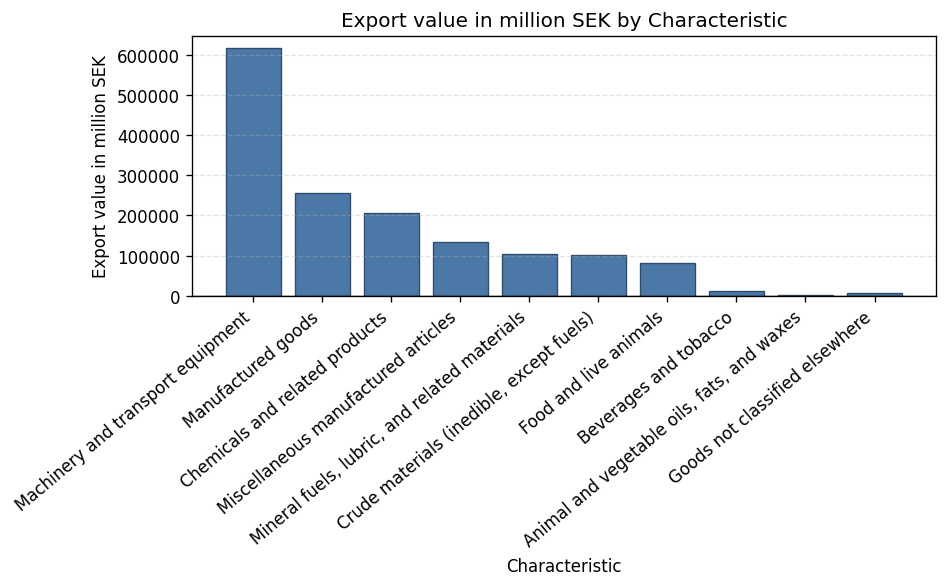 Export value in million SEK by Characteristic
Export value in million SEK
600000
500000
400000
300000
200000
100000
0
Machinery and transport equipment
Manufactured goods
Chemicals and related products
Miscellaneous manufactured articles
Mineral fuels, lubric, and related materials
Crude materials (inedible, except fuels)
Food and live animals
Beverages and tobacco
Animal and vegetable oils, fats, and waxes
Goods not classified elsewhere
Characteristic